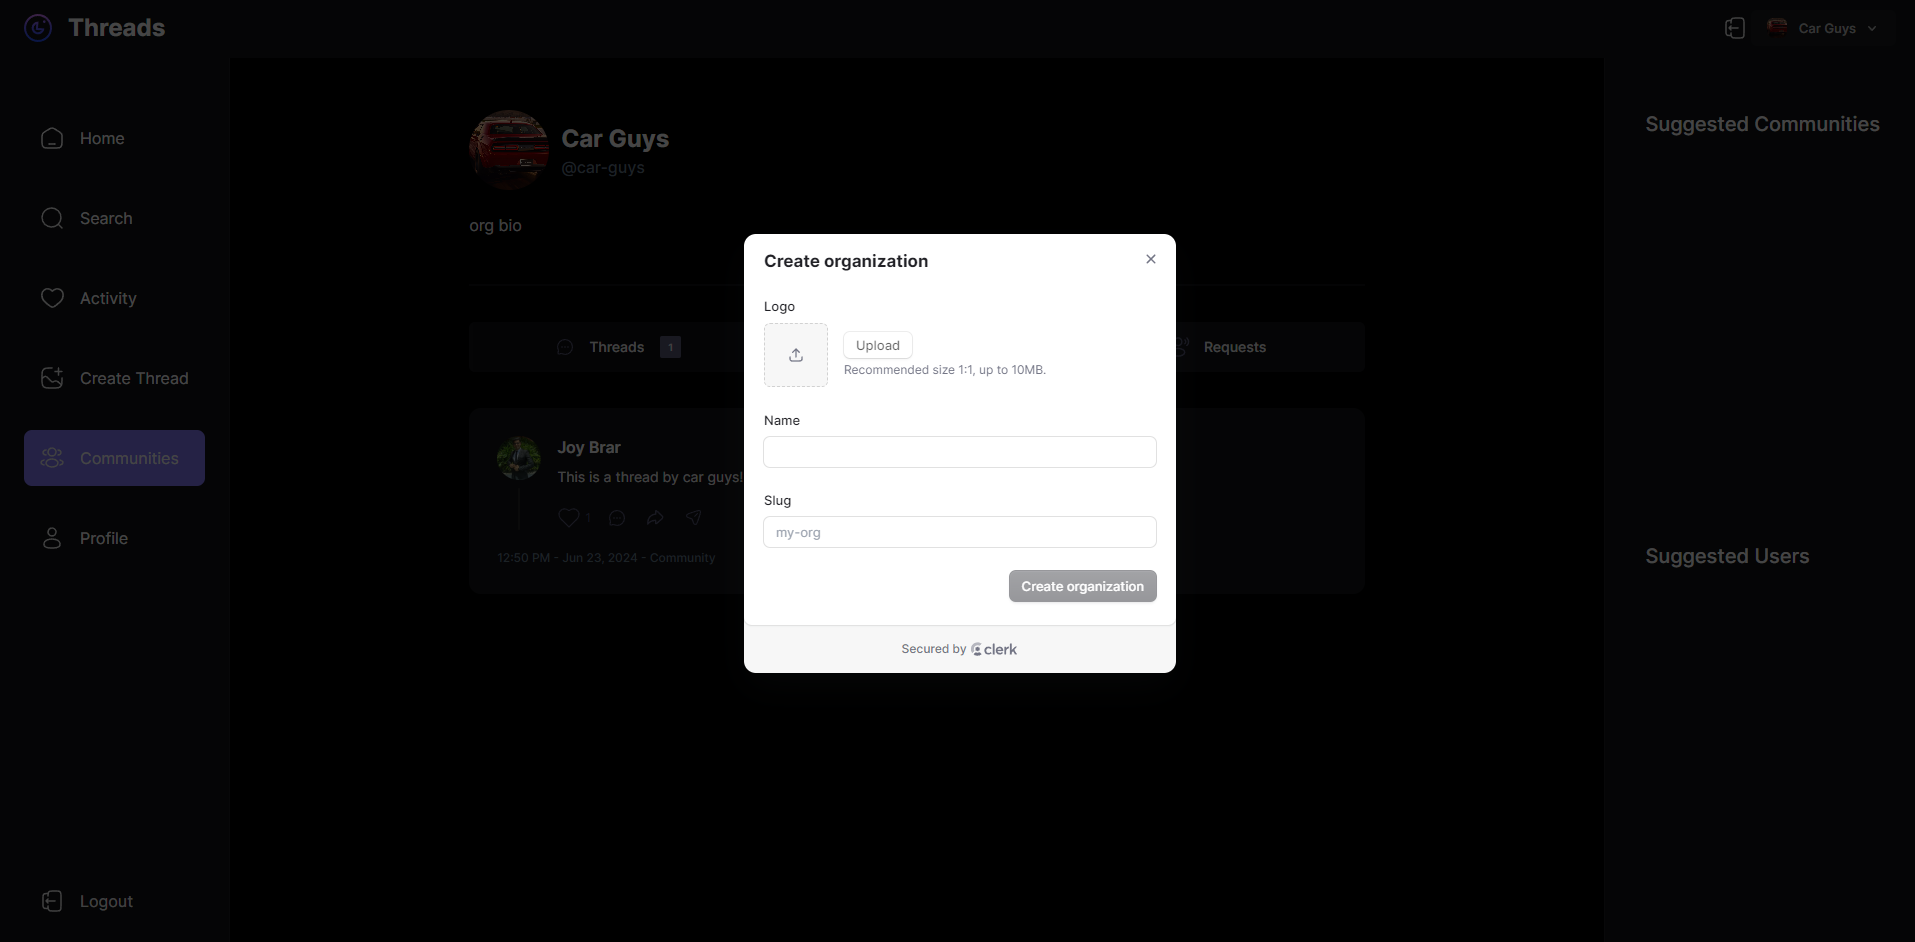 Threads
Car Guys
Home
Search
Activity
Create Thread
Communities
Profile
Logout
Car Guys
@car-guys
org bio
Threads
1
Requests
Joy Brar
This is a thread by car guys!
1
12:50 PM - Jun 23, 2024 - Community
Create organization
Logo
Upload
Recommended size 1:1, up to 10MB.
Name
Slug
my-org
Create organization
Secured by clerk
Suggested Communities
Suggested Users